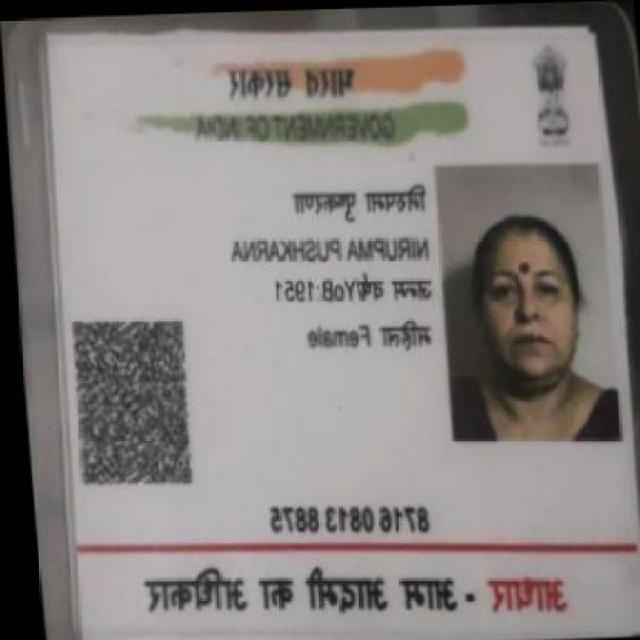 भारत सरकार
GOVERNMENT OF INDIA
निरुपमा पुष्करणा
NIRUPMA PUSHKARNA
जन्म वर्ष/YoB:1951
महिला Female
8716 0813 8875
आधार - आम आदमी का अधिकार